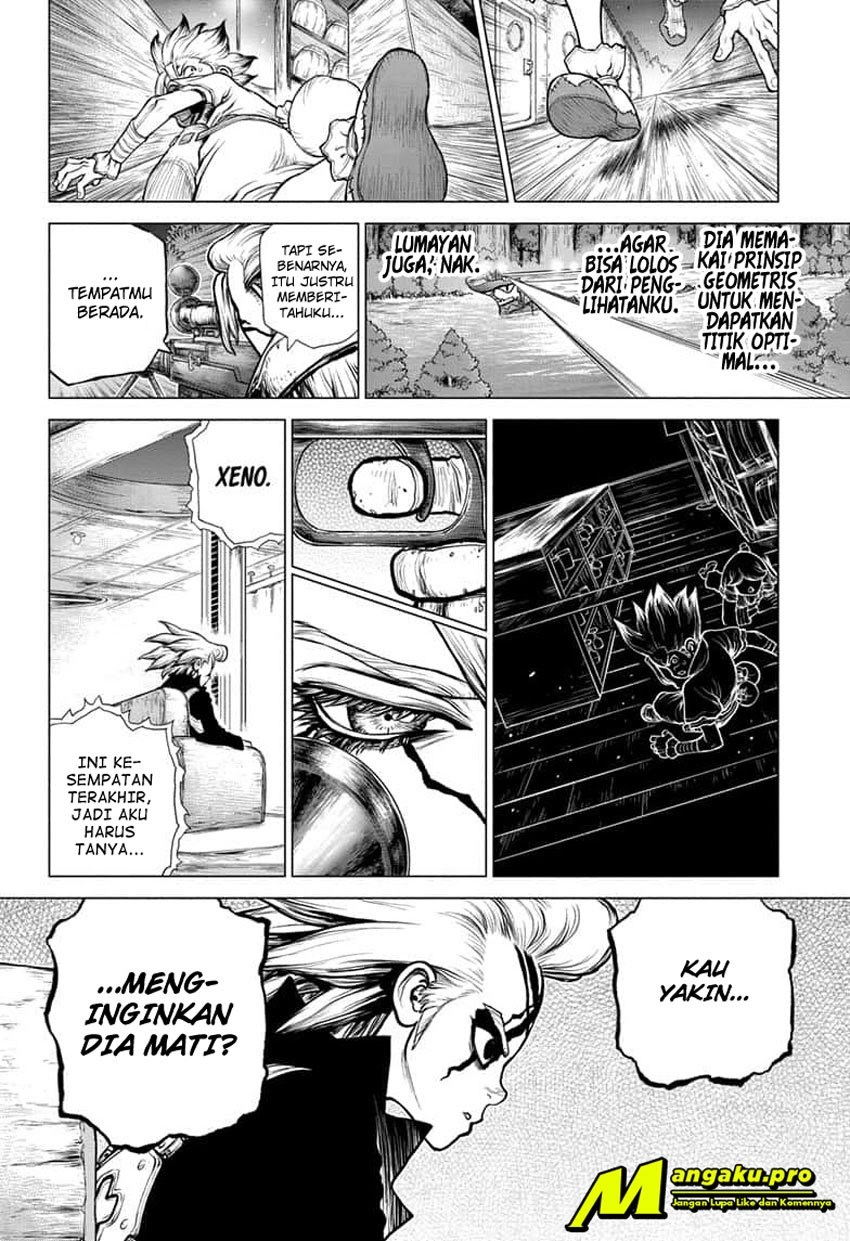 DIA MEMA-
KAI PRINSIP
GEOMETRIS
UNTUK MEN-
DAPATKAN
TITIK OPTI-
MAL...
...AGAR
BISA LOLOS
DARI PENG-
LIHATANKU.
LUMAYAN
JUGA, NAK.
TAPI SE-
BENARNYA,
ITU JUSTRU
MEMBERI-
TAHUKU...
...
TEMPATMU
BERADA.
XENO.
INI KE-
SEMPATAN
TERAKHIR,
JADI AKU
HARUS
TANYA...
KAU
YAKIN...
...MENG-
INGINKAN
DIA MATI?
Mangaku.pro
Jangan Lupa Like dan Komennya